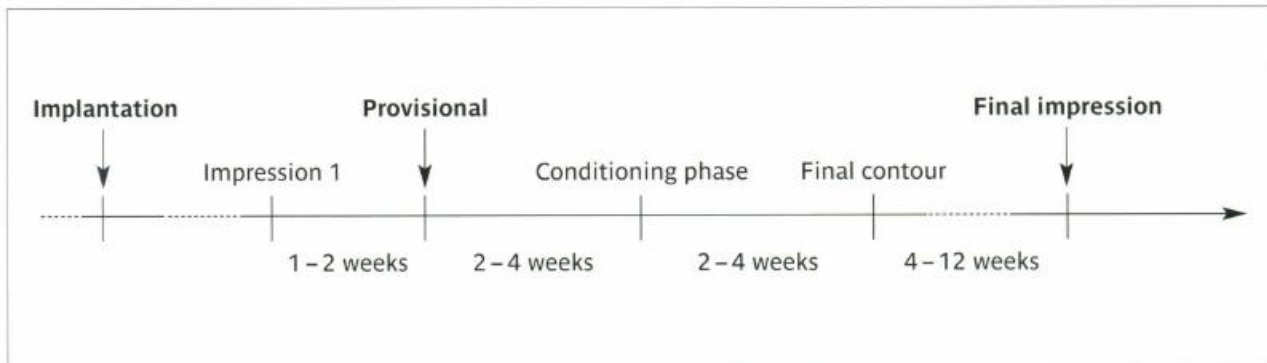 Implantation
Provisional
Final impression
Impression 1
Conditioning phase
Final contour
1 – 2 weeks
2 – 4 weeks
2 – 4 weeks
4 – 12 weeks